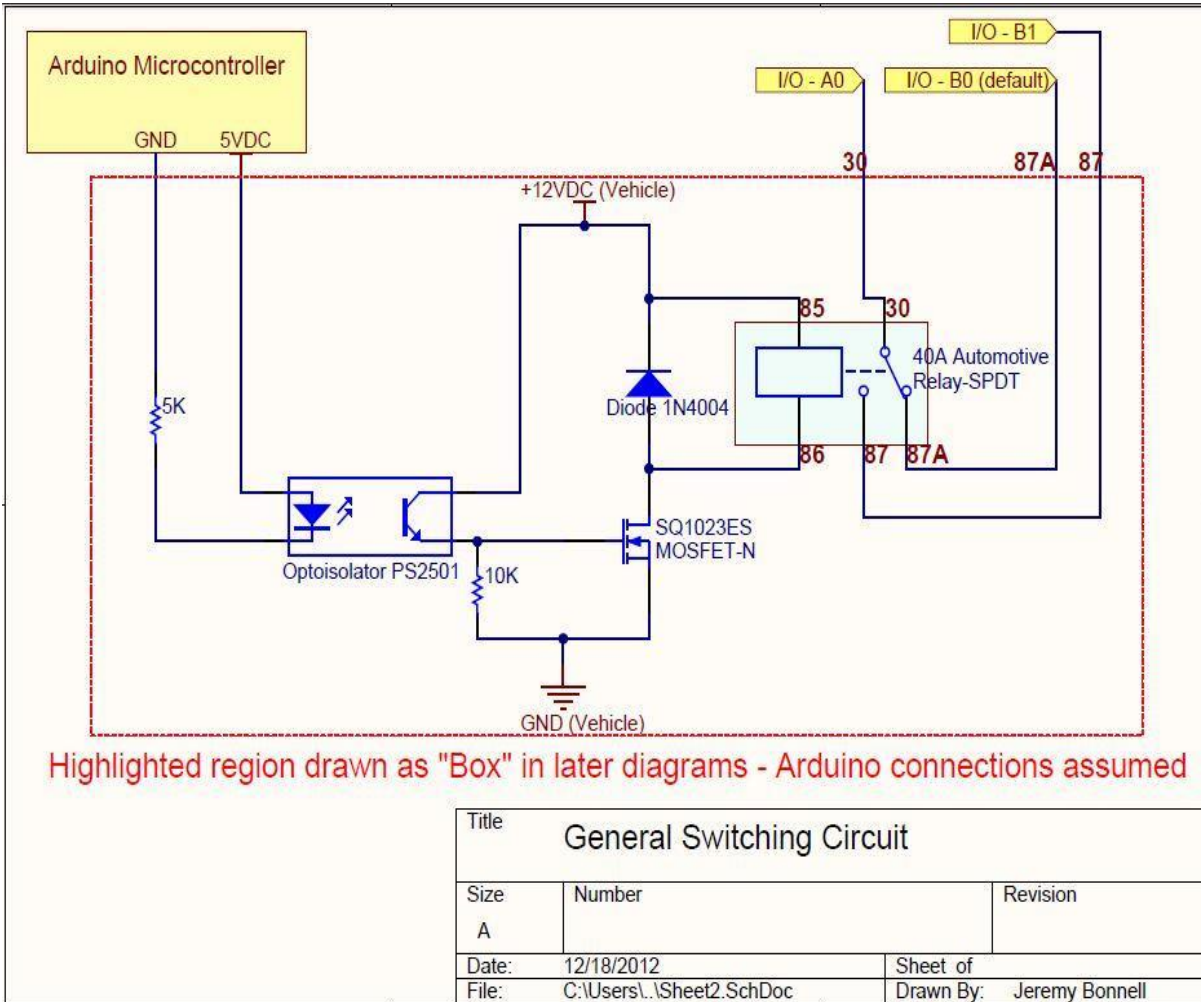 Arduino Microcontroller
GND 5VDC
I/O - B1
I/O - A0
I/O - B0 (default)
30
87A
87
+12VDC (Vehicle)
85
30
40A Automotive
Relay-SPDT
Diode 1N4004
86
87
87A
5K
SQ1023ES
MOSFET-N
Optoisolator PS2501
10K
GND (Vehicle)
Highlighted region drawn as "Box" in later diagrams - Arduino connections assumed
Title
General Switching Circuit
Size
Number
Revision
A
Date:
12/18/2012
Sheet of
File:
C:\Users\..\Sheet2.SchDoc
Drawn By:
Jeremy Bonnell